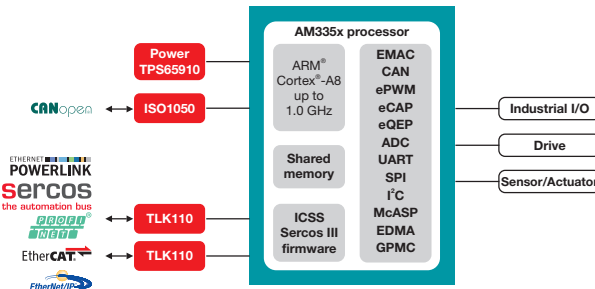 AM335x processor
Power
TPS65910
ISO1050
CANopen
ETHERNET
POWERLINK
sercos
the automation bus
PROFI
NET®
TLK110
EtherCAT
TLK110
EtherNet/IP
ARM®
Cortex®-A8
up to
1.0 GHz
Shared
memory
ICSS
Sercos III
firmware
EMAC
CAN
ePWM
eCAP
eQEP
ADC
UART
SPI
I²C
McASP
EDMA
GPMC
Industrial I/O
Drive
Sensor/Actuator